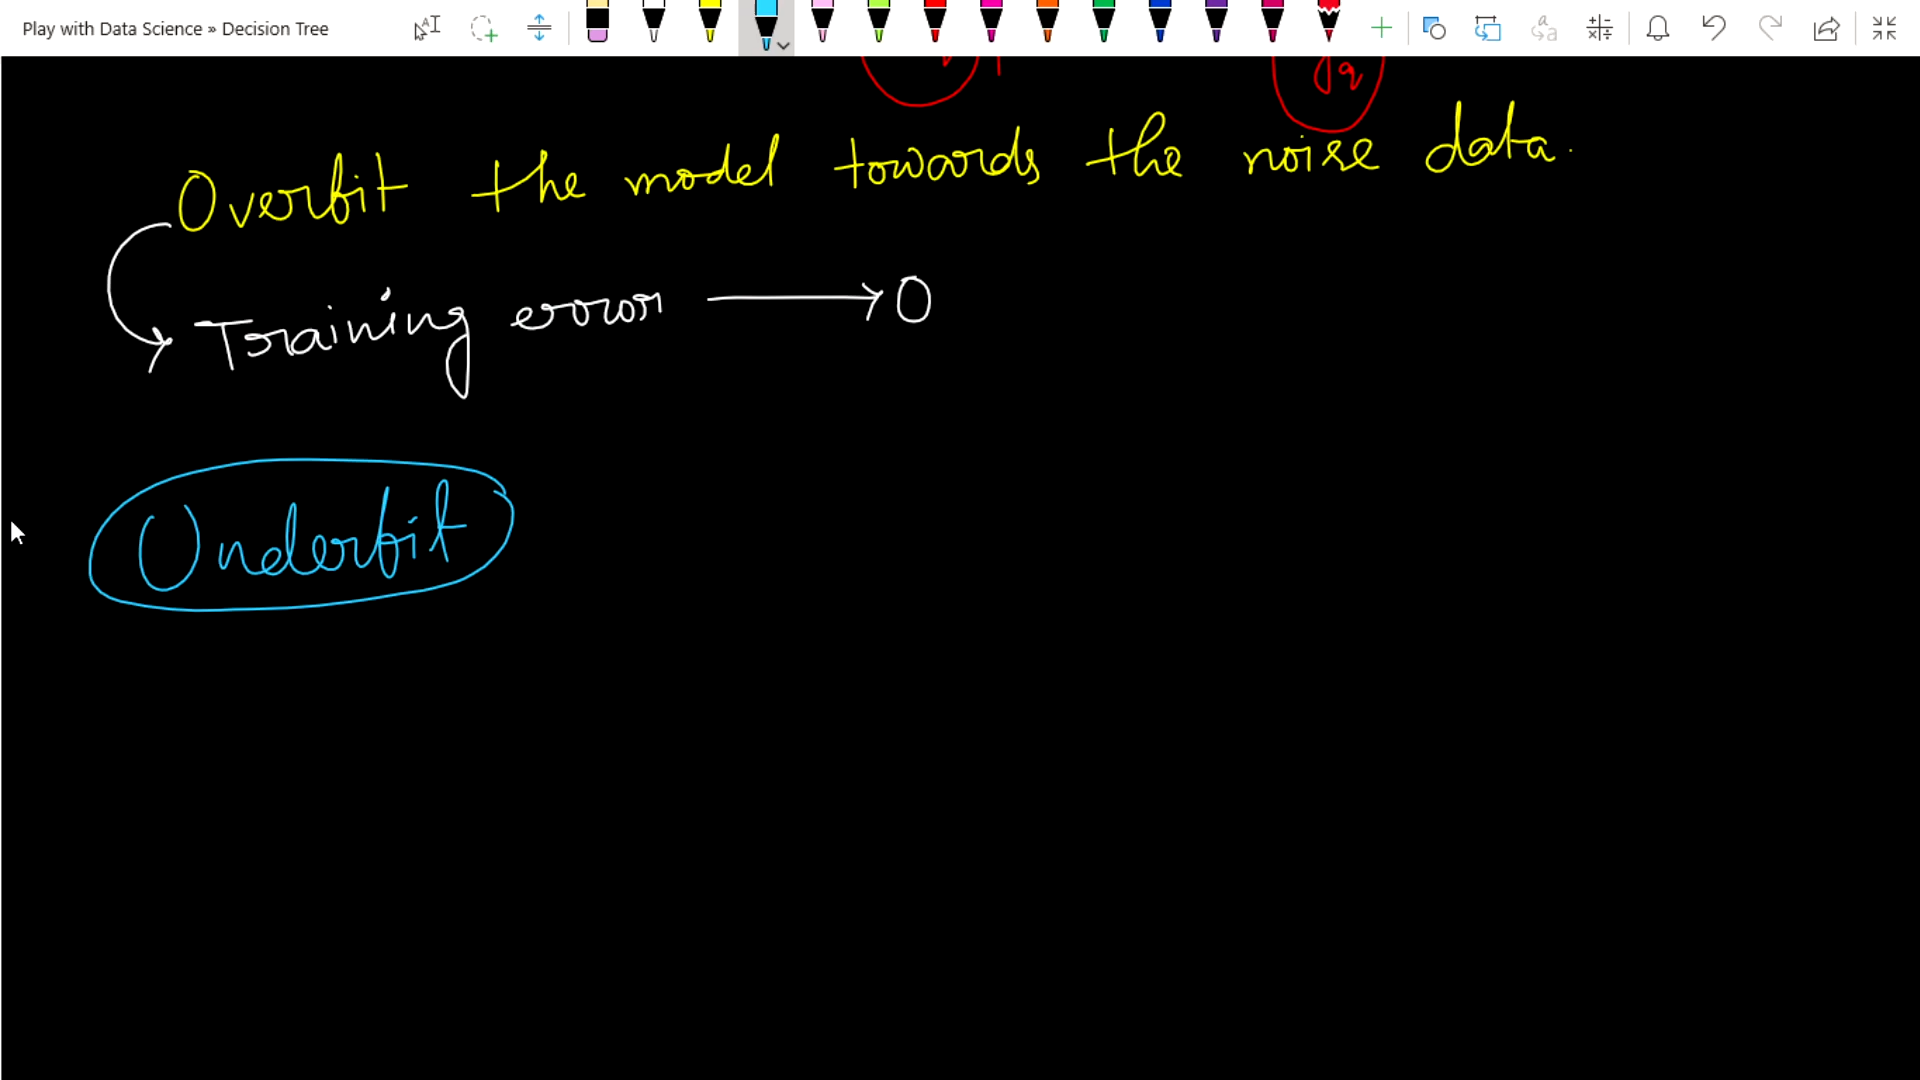 Play with Data Science » Decision Tree
Overfit the model towards the noise data.
Training error → 0
Underfit